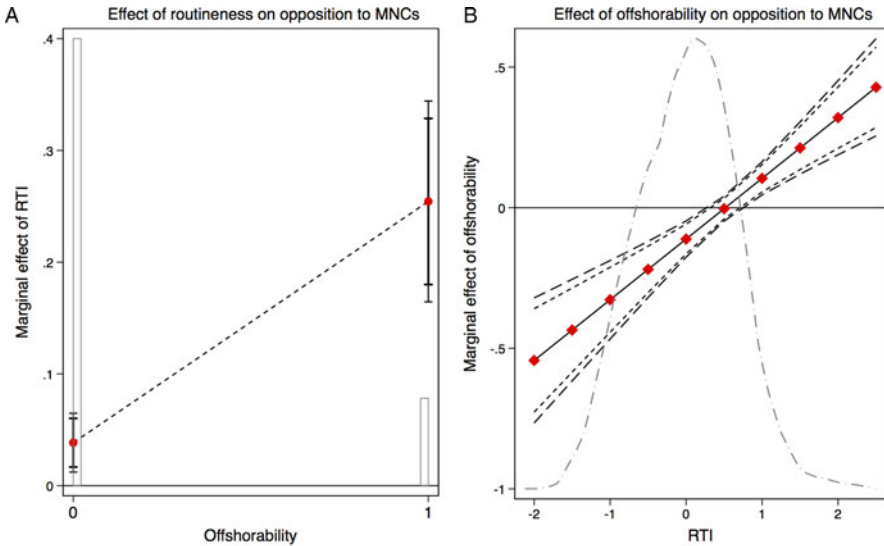 A
Effect of routineness on opposition to MNCs
Marginal effect of RTI
.4
.3
.2
.1
0
0
1
Offshorability
B
Effect of offshorability on opposition to MNCs
Marginal effect of offshorability
.5
0
-.5
-1
-2
-1
0
1
2
RTI